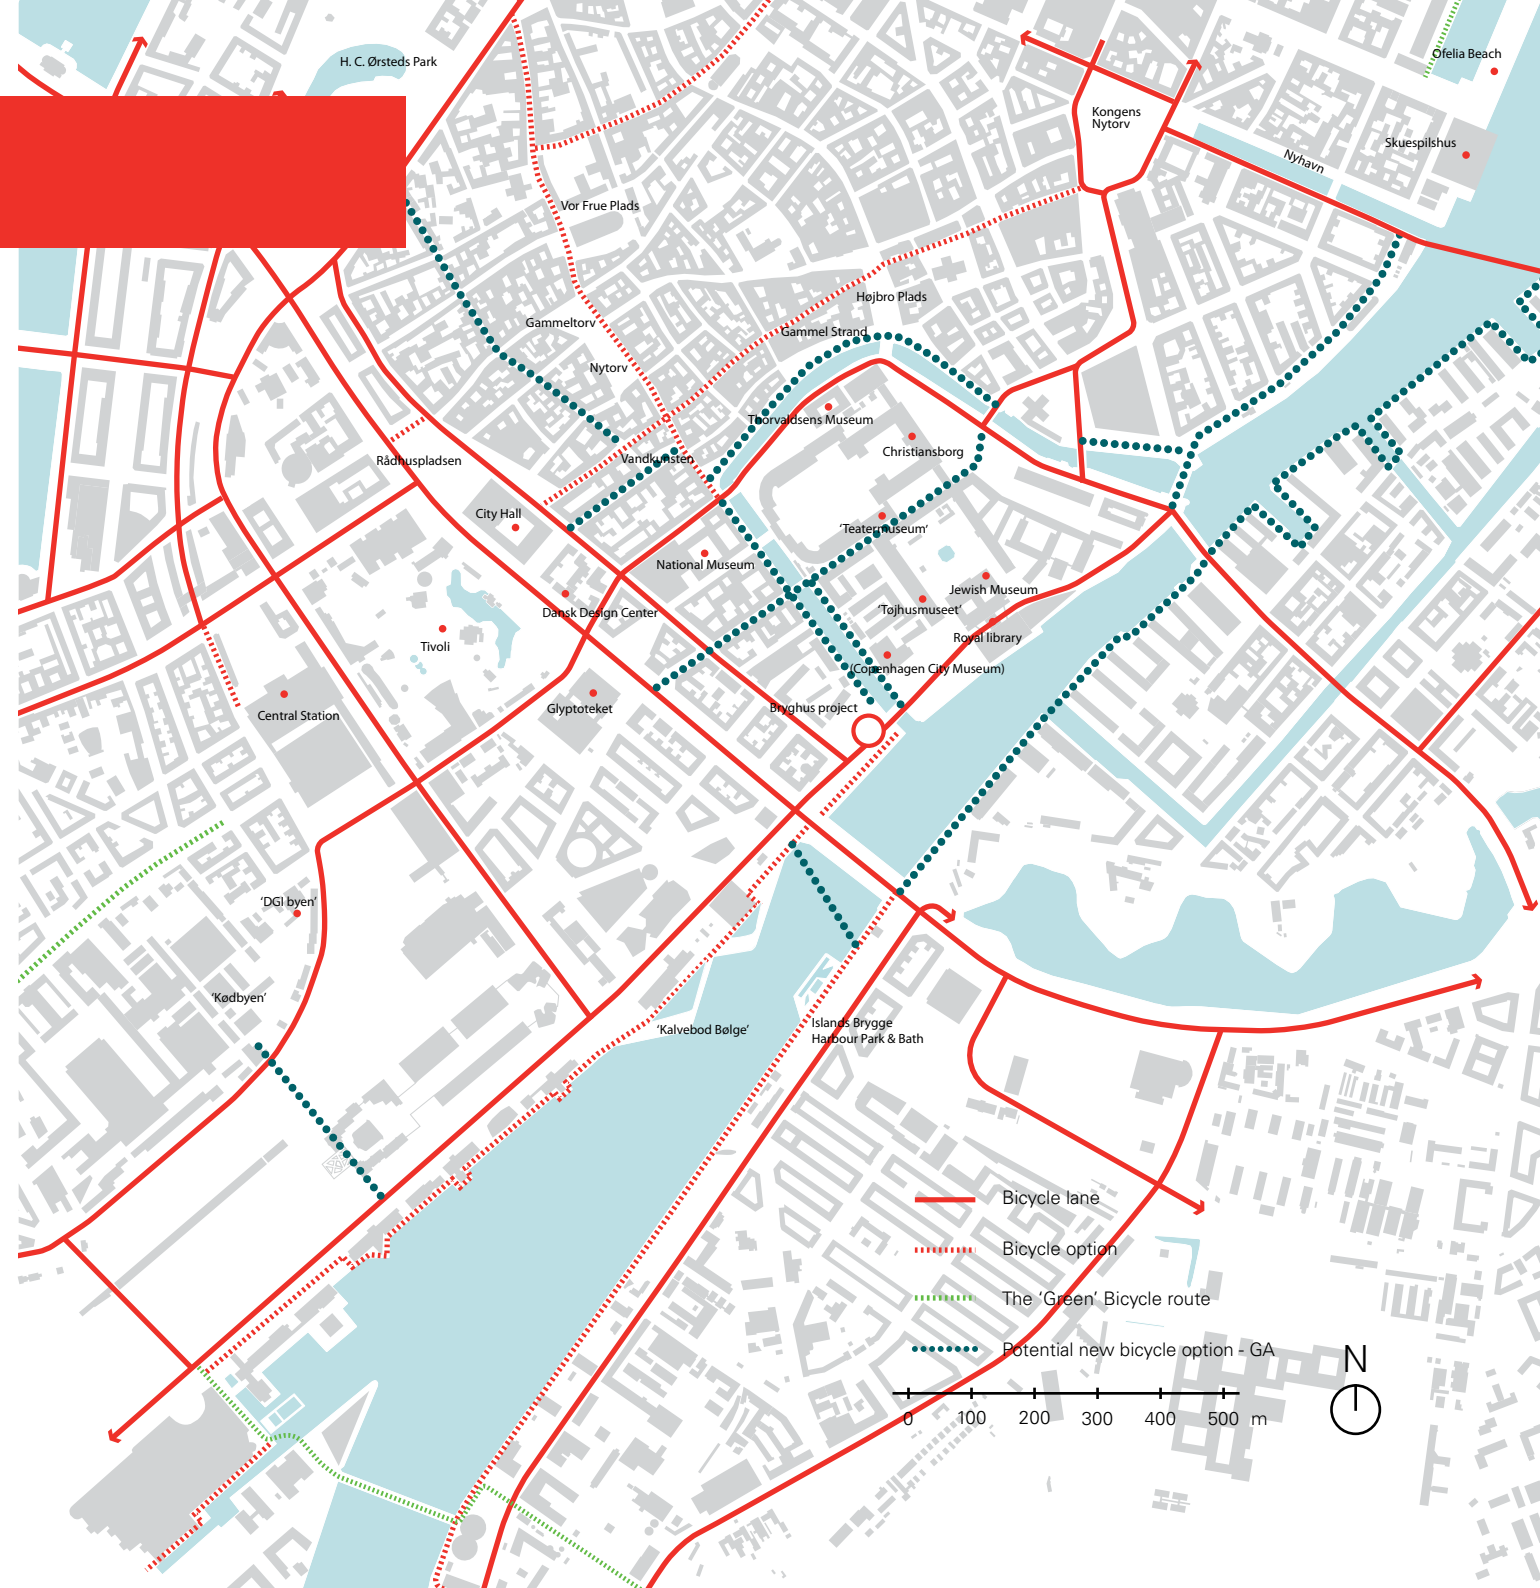 Ofelia Beach
H. C. Ørsteds Park
Kongens
Nytorv
Skuespilshus
Nyhavn
Vor Frue Plads
Højbro Plads
Gammeltorv
Gammel Strand
Nytorv
Thorvaldsens Museum
Christiansborg
Rådhuspladsen
Vandkunsten
City Hall
‘Teatermuseum‘
National Museum
Jewish Museum
Dansk Design Center
‘Tøjhusmuseet’
Royal library
Tivoli
(Copenhagen City Museum)
Glyptoteket
Bryghus project
Central Station
‘DGI byen’
‘Kødbyen’
‘Kalvebod Bølge’
Islands Brygge
Harbour Park & Bath
Bicycle lane
Bicycle option
The ‘Green’ Bicycle route
Potential new bicycle option - GA
N
0 100 200 300 400 500 m